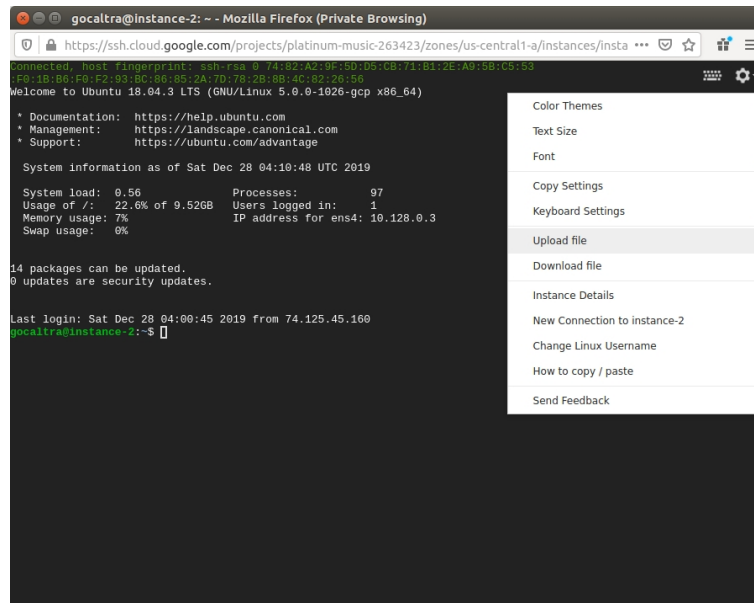 gocaltra@instance-2: ~ - Mozilla Firefox (Private Browsing)
https://ssh.cloud.google.com/projects/platinum-music-263423/zones/us-central1-a/instances/insta
Connected, host fingerprint: ssh-rsa 0 74:82:A2:9F:5D:D5:CB:71:B1:2E:A9:5B:C5:53
:F0:1B:B6:F0:F2:93:BC:86:85:2A:7D:78:2B:8B:4C:82:26:56
Welcome to Ubuntu 18.04.3 LTS (GNU/Linux 5.0.0-1026-gcp x86_64)
* Documentation: https://help.ubuntu.com
* Management: https://landscape.canonical.com
* Support: https://ubuntu.com/advantage
System information as of Sat Dec 28 04:10:48 UTC 2019
System load: 0.56 Processes: 97
Usage of /: 22.6% of 9.52GB Users logged in: 1
Memory usage: 7% IP address for ens4: 10.128.0.3
Swap usage: 0%
14 packages can be updated.
0 updates are security updates.
Last login: Sat Dec 28 04:00:45 2019 from 74.125.45.160
gocaltra@instance-2:~$
Color Themes
Text Size
Font
Copy Settings
Keyboard Settings
Upload file
Download file
Instance Details
New Connection to instance-2
Change Linux Username
How to copy / paste
Send Feedback